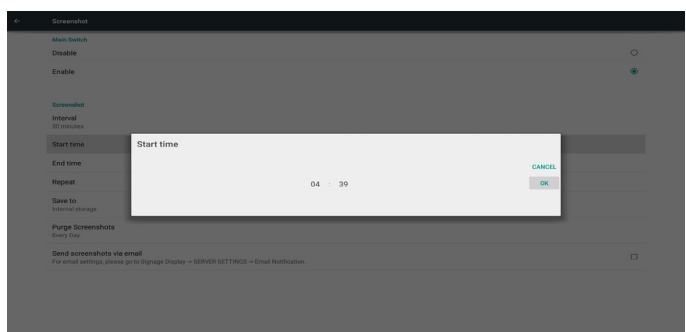 Screenshot
Main Switch
Disable
Enable
Screenshot
Interval
30 minutes
Start time
Start time
End time
CANCEL
Repeat
04 : 39
OK
Save to
Internal storage
Purge Screenshots
Every Day
Send screenshots via email
For email settings, please go to Signage Display -> SERVER SETTINGS -> Email Notification.